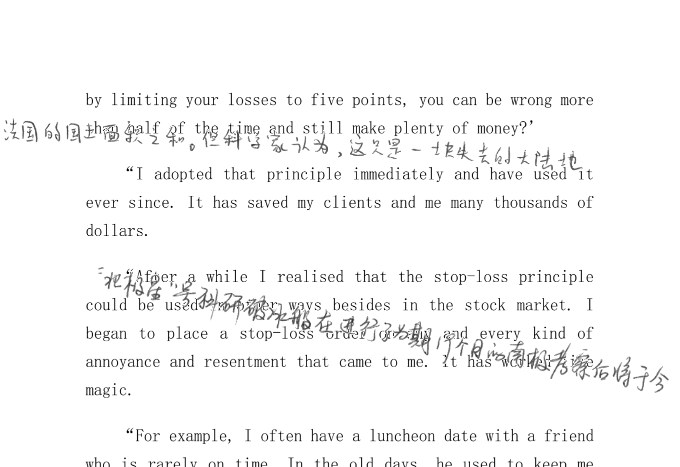 by limiting your losses to five points, you can be wrong more
than half of the time and still make plenty of money?’
法国的国土面积之和。但科学家认为，这只是一块失去的大陆地
“I adopted that principle immediately and have used it
ever since. It has saved my clients and me many thousands of
dollars.
“After a while I realised that the stop-loss principle
“北极星”号科研破冰船在进行了为期17个月的南极考察后将于今
could be used in other ways besides in the stock market. I
began to place a stop-loss order on any and every kind of
annoyance and resentment that came to me. It has worked like
magic.
“For example, I often have a luncheon date with a friend
who is rarely on time. In the old days, he used to keep me